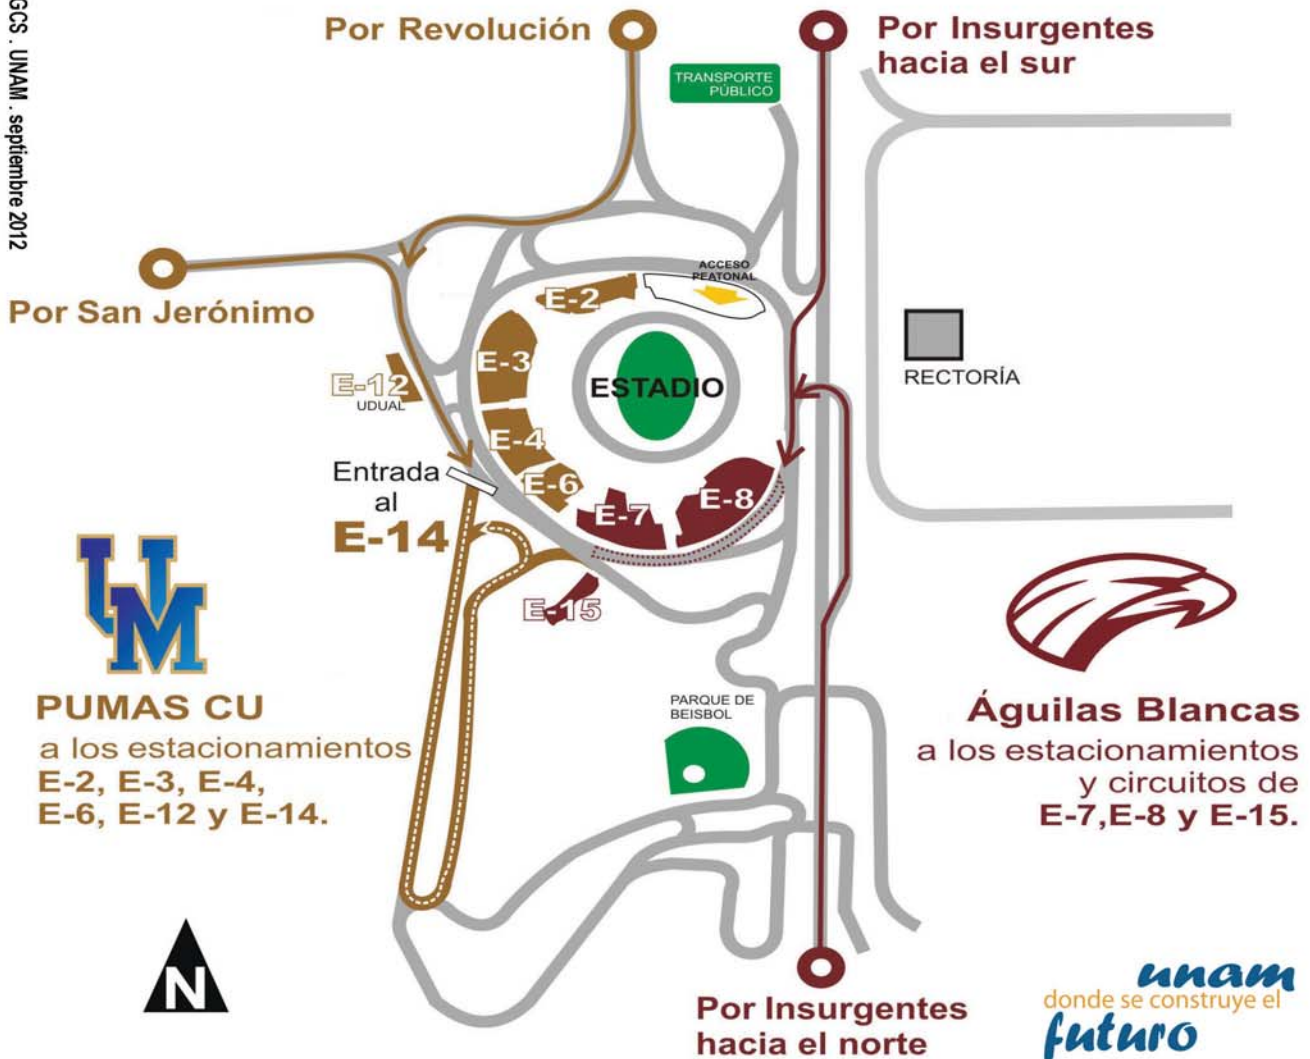 GCS . UNAM . septiembre 2012
Por Revolución
Por Insurgentes
hacia el sur
TRANSPORTE
PÚBLICO
ACCESO
PEATONAL
Por San Jerónimo
E-2
E-3
E-12
UDUAL
ESTADIO
RECTORÍA
E-4
Entrada
al
E-14
E-6
E-7
E-8
E-15
UM
PUMAS CU
a los estacionamientos
E-2, E-3, E-4,
E-6, E-12 y E-14.
PARQUE DE
BEISBOL
Águilas Blancas
a los estacionamientos
y circuitos de
E-7,E-8 y E-15.
N
Por Insurgentes
hacia el norte
unam
donde se construye el
futuro